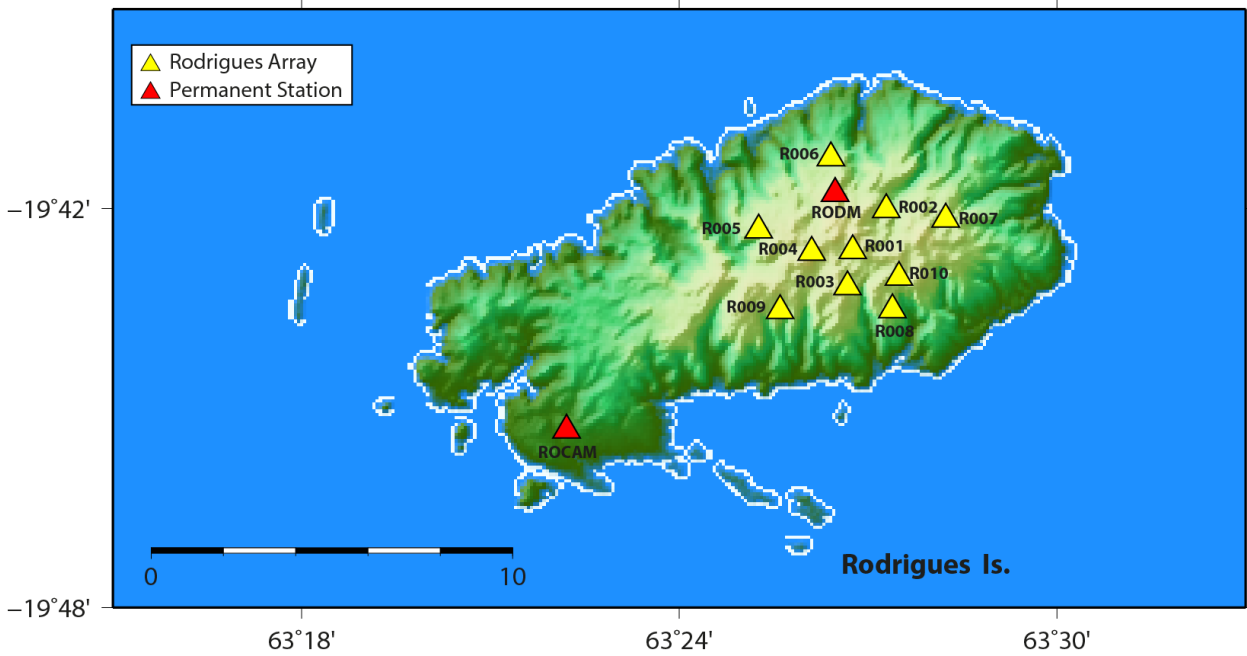 Rodrigues Array
Permanent Station
R006
RODM
R002
R007
R005
R004
R001
R003
R010
R009
R008
−19˚42'
ROCAM
0
10
Rodrigues Is.
−19˚48'
63˚18'
63˚24'
63˚30'